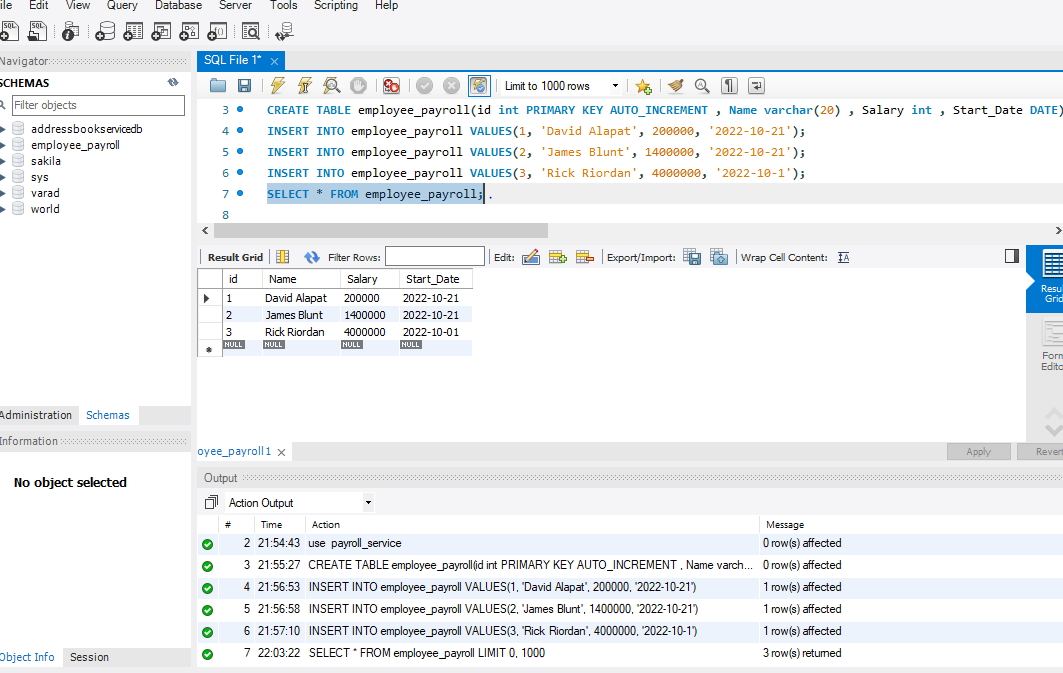 ile Edit View Query Database Server Tools Scripting Help
Navigator
SQL File 1*
SCHEMAS
Filter objects
Limit to 1000 rows
addressbookservicedb
employee_payroll
sakila
sys
varad
world
3 CREATE TABLE employee_payroll(id int PRIMARY KEY AUTO_INCREMENT , Name varchar(20) , Salary int , Start_Date DATE)
4 INSERT INTO employee_payroll VALUES(1, 'David Alapat', 200000, '2022-10-21');
5 INSERT INTO employee_payroll VALUES(2, 'James Blunt', 1400000, '2022-10-21');
6 INSERT INTO employee_payroll VALUES(3, 'Rick Riordan', 4000000, '2022-10-1');
7 SELECT * FROM employee_payroll; .
8
Result Grid Filter Rows: Edit: Export/Import: Wrap Cell Content: IA
id Name Salary Start_Date
1 David Alapat 200000 2022-10-21
2 James Blunt 1400000 2022-10-21
3 Rick Riordan 4000000 2022-10-01
NULL NULL NULL NULL
Resu
Grid
Form
Edito
Administration Schemas
Information
No object selected
oyee_payroll 1
Apply Revert
Output
Action Output
# Time Action Message
2 21:54:43 use payroll_service 0 row(s) affected
3 21:55:27 CREATE TABLE employee_payroll(id int PRIMARY KEY AUTO_INCREMENT , Name varch... 0 row(s) affected
4 21:56:53 INSERT INTO employee_payroll VALUES(1, 'David Alapat', 200000, '2022-10-21') 1 row(s) affected
5 21:56:58 INSERT INTO employee_payroll VALUES(2, 'James Blunt', 1400000, '2022-10-21') 1 row(s) affected
6 21:57:10 INSERT INTO employee_payroll VALUES(3, 'Rick Riordan', 4000000, '2022-10-1') 1 row(s) affected
7 22:03:22 SELECT * FROM employee_payroll LIMIT 0, 1000 3 row(s) returned
Object Info Session